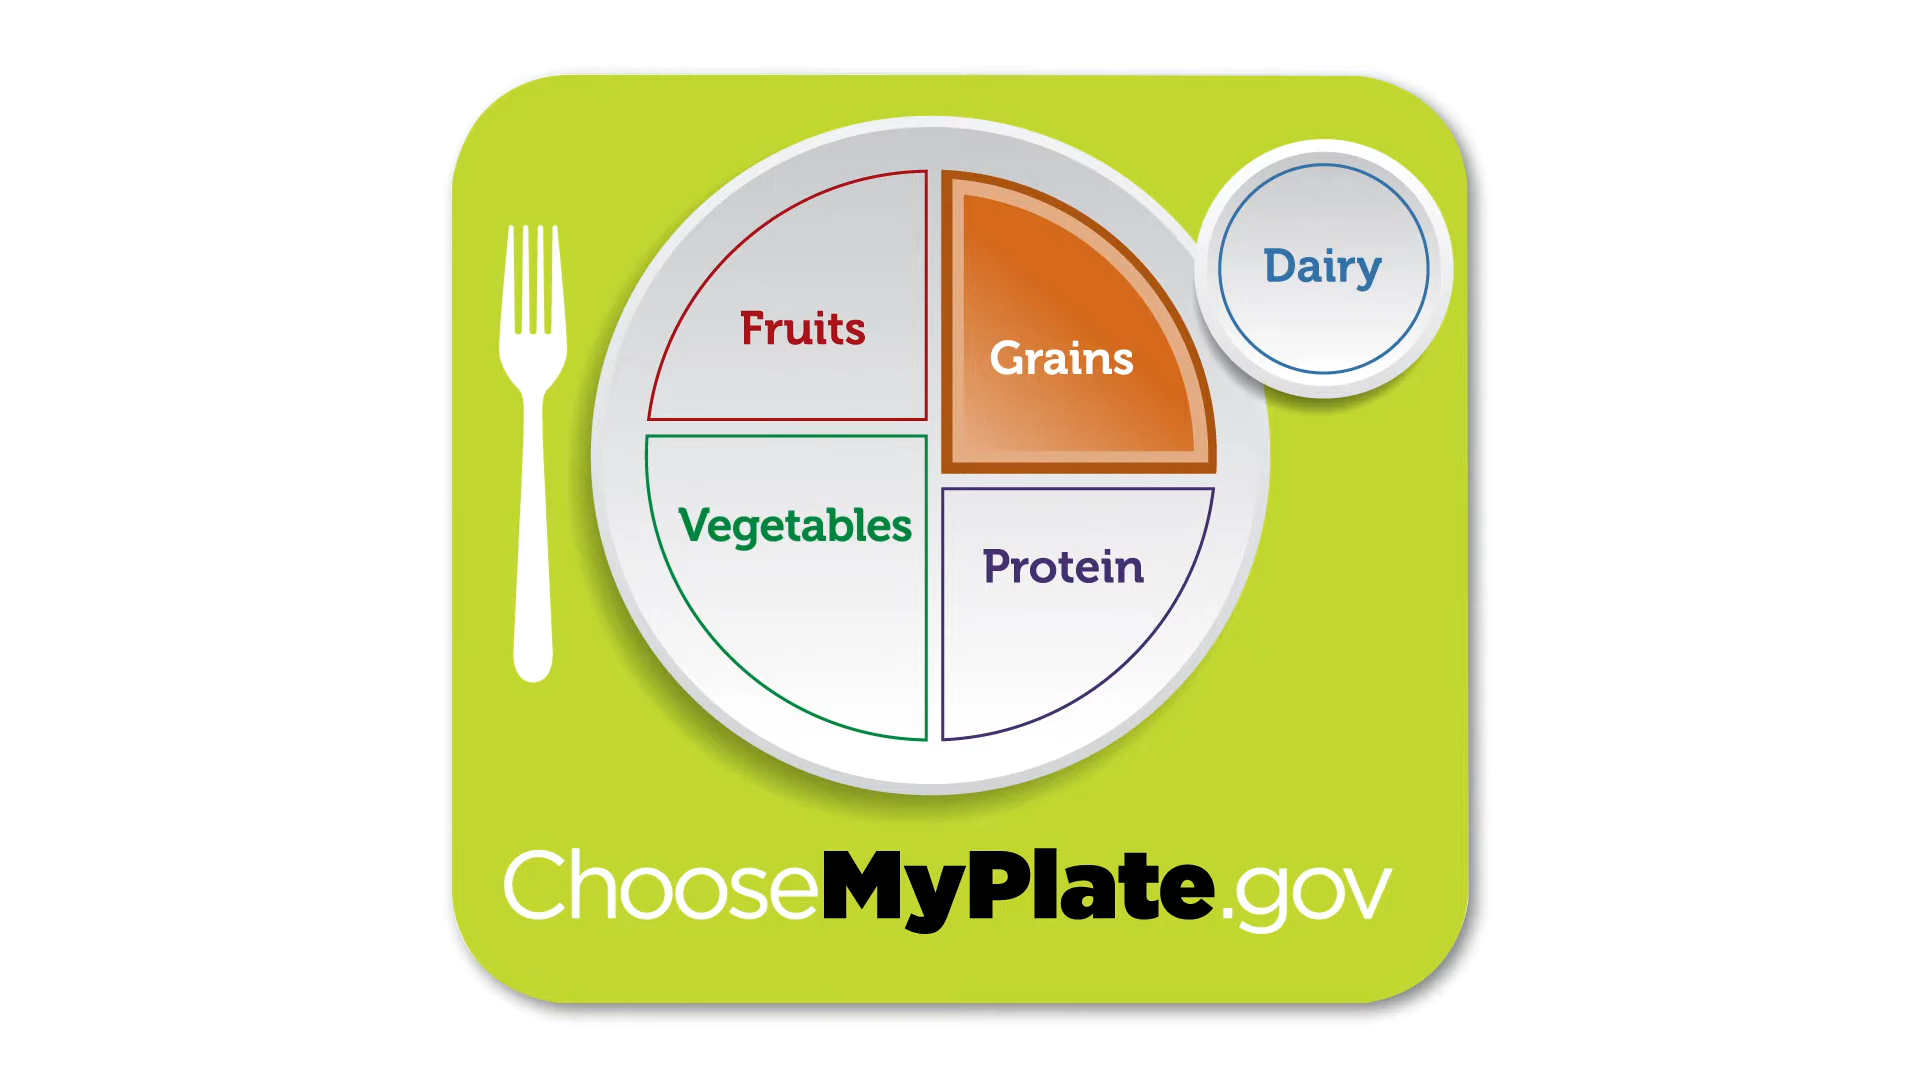 Fruits
Grains
Dairy
Vegetables
Protein
ChooseMyPlate.gov